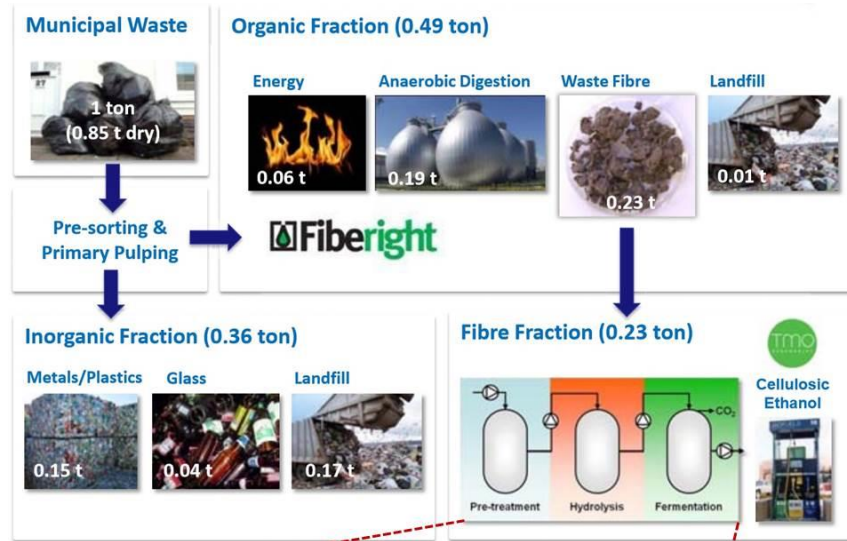 Municipal Waste
1 ton
(0.85 t dry)
Pre-sorting &
Primary Pulping
Organic Fraction (0.49 ton)
Energy
0.06 t
Anaerobic Digestion
0.19 t
Waste Fibre
0.23 t
Landfill
0.01 t
Fiberight
Inorganic Fraction (0.36 ton)
Metals/Plastics
0.15 t
Glass
0.04 t
Landfill
0.17 t
Fibre Fraction (0.23 ton)
CO₂
Pre-treatment
Hydrolysis
Fermentation
TMO
Cellulosic
Ethanol